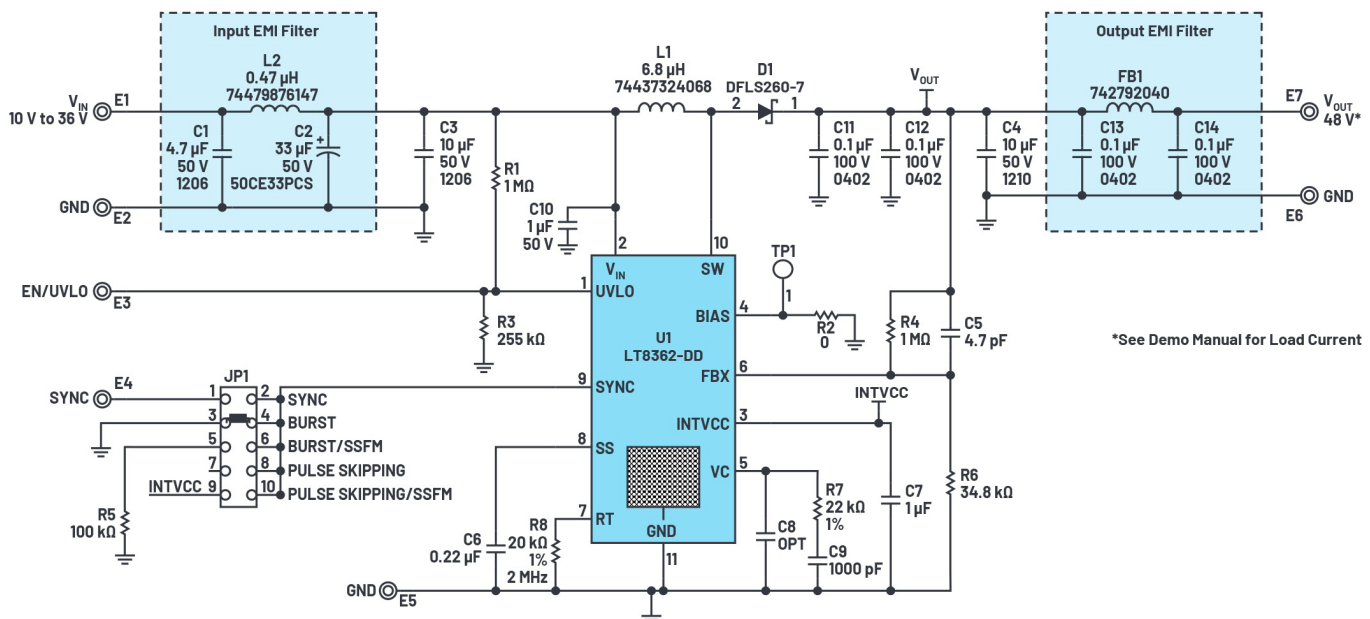 Input EMI Filter
L2
0.47 µH
74479876147
VIN
10 V to 36 V
E1
C1
4.7 µF
50 V
1206
C2
+
33 µF
50 V
50CE33PCS
GND
E2
C3
10 µF
50 V
1206
R1
1 MΩ
C10
1 µF
50 V
L1
6.8 µH
74437324068
D1
DFLS260-7
2
1
VOUT
C11
0.1 µF
100 V
0402
C12
0.1 µF
100 V
0402
C4
10 µF
50 V
1210
Output EMI Filter
FB1
742792040
C13
0.1 µF
100 V
0402
C14
0.1 µF
100 V
0402
E7
VOUT
48 V*
GND
E6
EN/UVLO
E3
R3
255 kΩ
2
VIN
10
SW
1
UVLO
4
BIAS
TP1
1
R2
0
U1
LT8362-DD
R4
1 MΩ
C5
4.7 pF
*See Demo Manual for Load Current
6
FBX
9
SYNC
SYNC
E4
JP1
1
2
SYNC
3
4
BURST
5
6
BURST/SSFM
7
8
PULSE SKIPPING
INTVCC
9
10
PULSE SKIPPING/SSFM
R5
100 kΩ
8
SS
INTVCC
3
INTVCC
5
VC
R7
22 kΩ
1%
C7
1 µF
R6
34.8 kΩ
7
RT
GND
11
C6
0.22 µF
R8
20 kΩ
1%
2 MHz
C8
OPT
C9
1000 pF
GND
E5